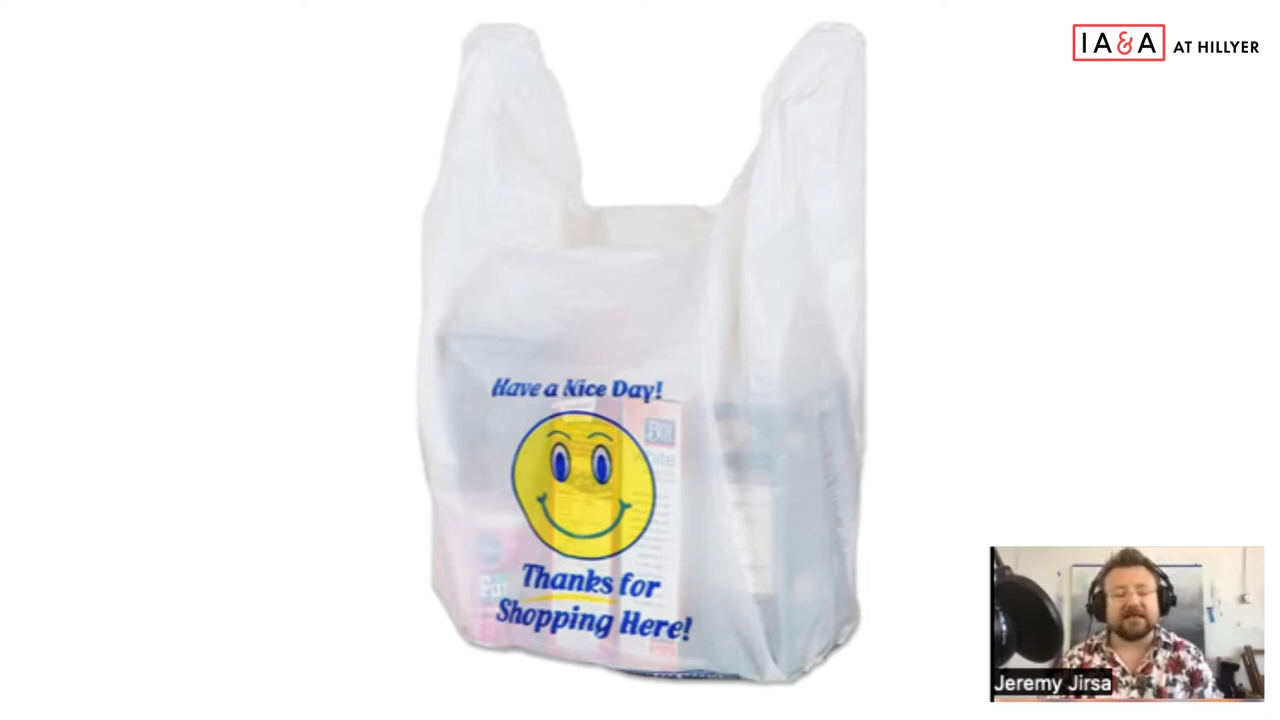 IA&A AT HILLYER
Have a Nice Day!
Thanks for
Shopping Here!
Jeremy Jirsa